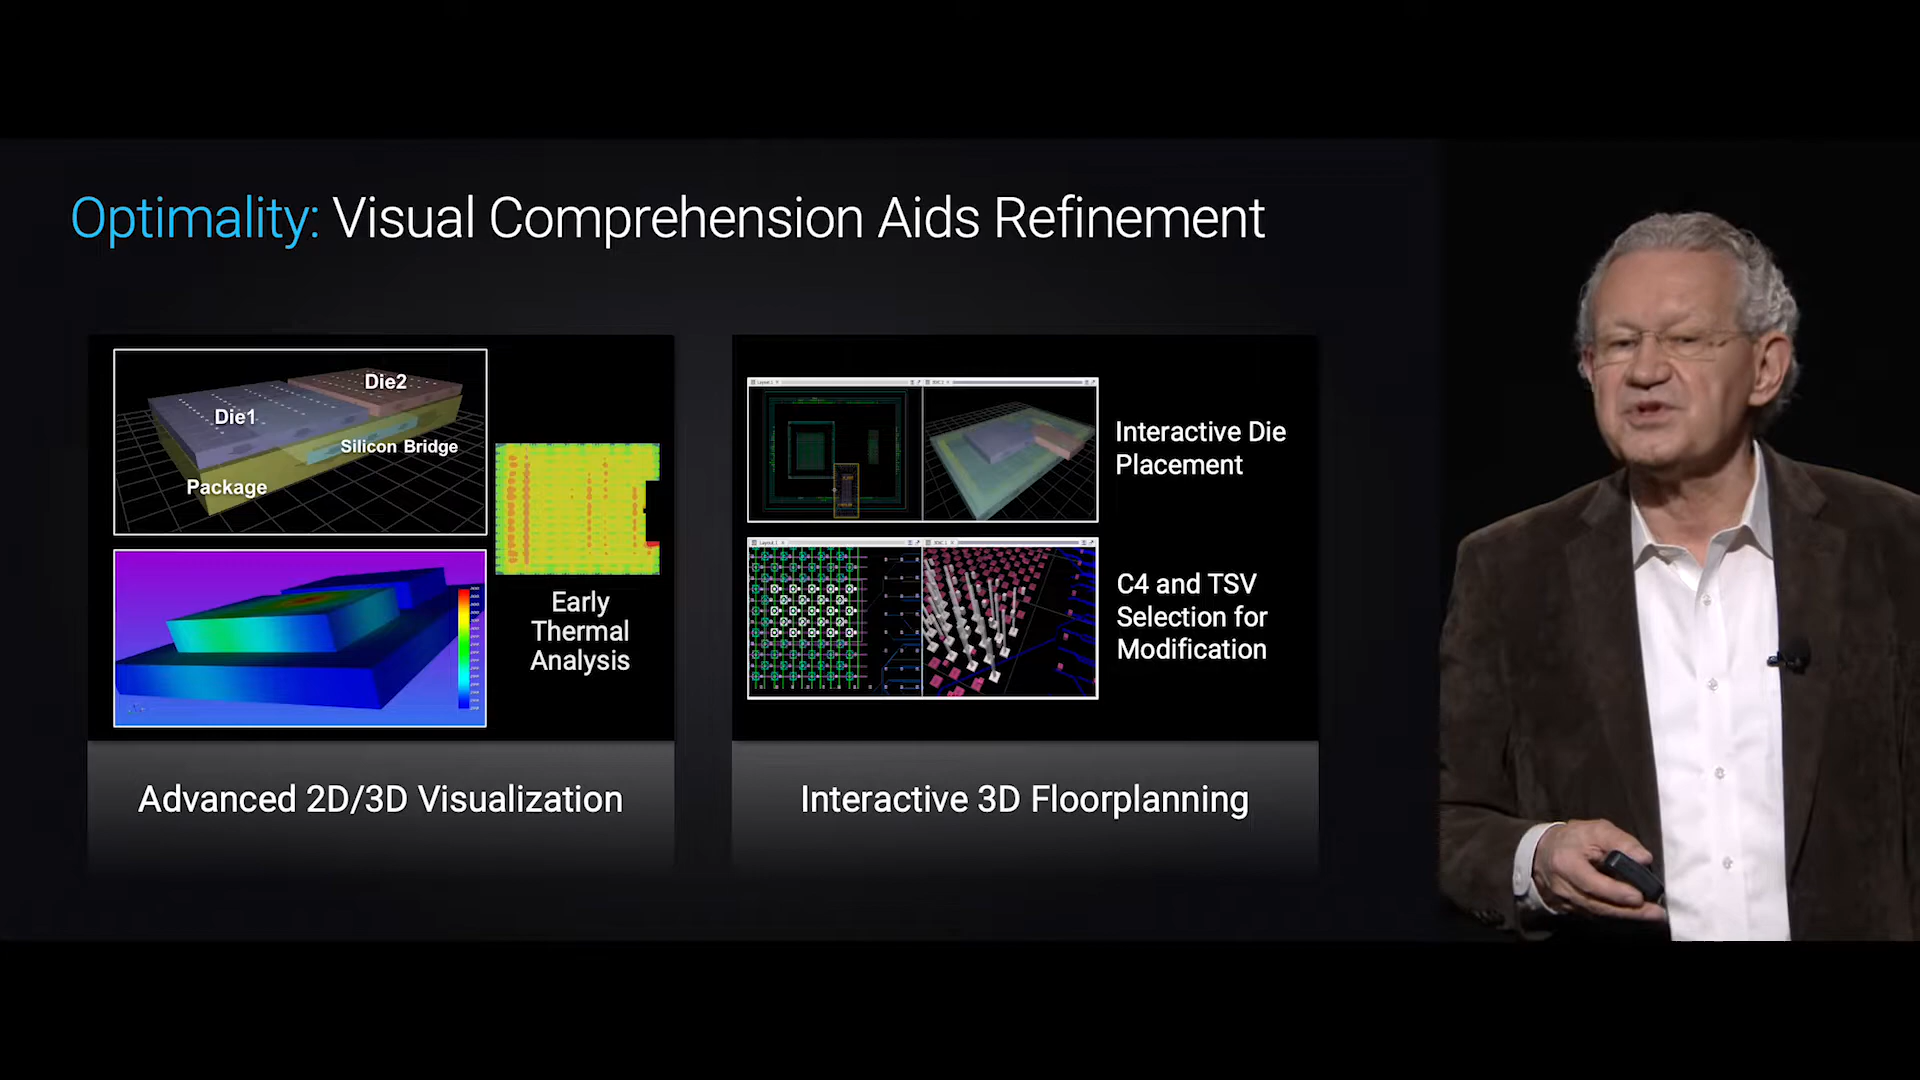 Optimality: Visual Comprehension Aids Refinement
Die2
Die1
Silicon Bridge
Package
Early
Thermal
Analysis
Interactive Die
Placement
C4 and TSV
Selection for
Modification
Advanced 2D/3D Visualization
Interactive 3D Floorplanning